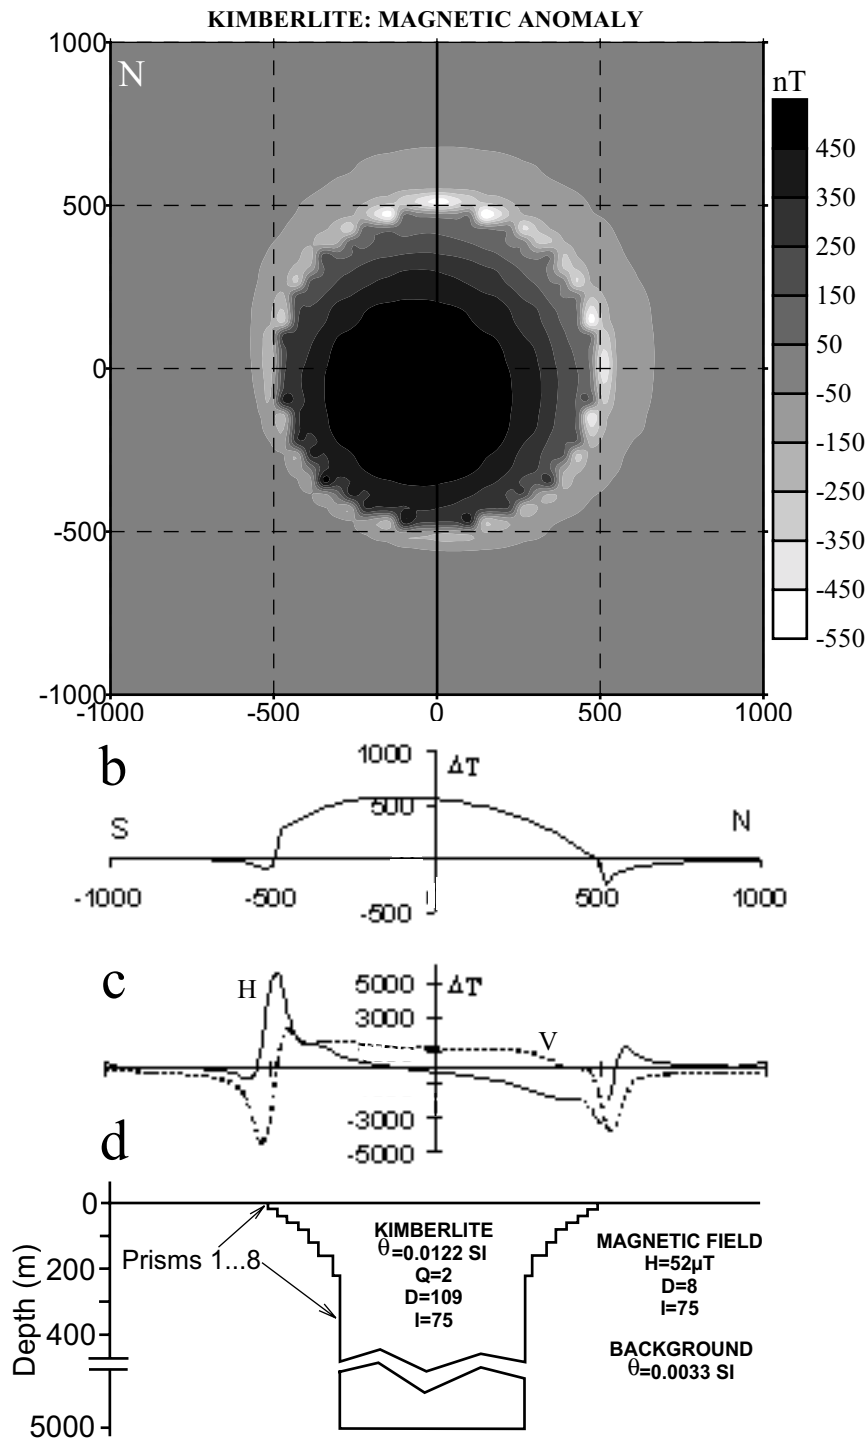 KIMBERLITE: MAGNETIC ANOMALY
1000
N
nT
450
350
500
250
150
50
0
-50
-150
-250
-350
-500
-450
-550
-1000
-1000
-500
0
500
1000
b
1000
ΔT
500
S
N
-1000
-500
500
1000
-500
c
H
5000
ΔT
3000
V
-3000
-5000
d
0
KIMBERLITE
θ=0.0122 SI
Q=2
D=109
I=75
MAGNETIC FIELD
H=52µT
D=8
I=75
Prisms 1...8
200
400
BACKGROUND
θ=0.0033 SI
5000
Depth (m)